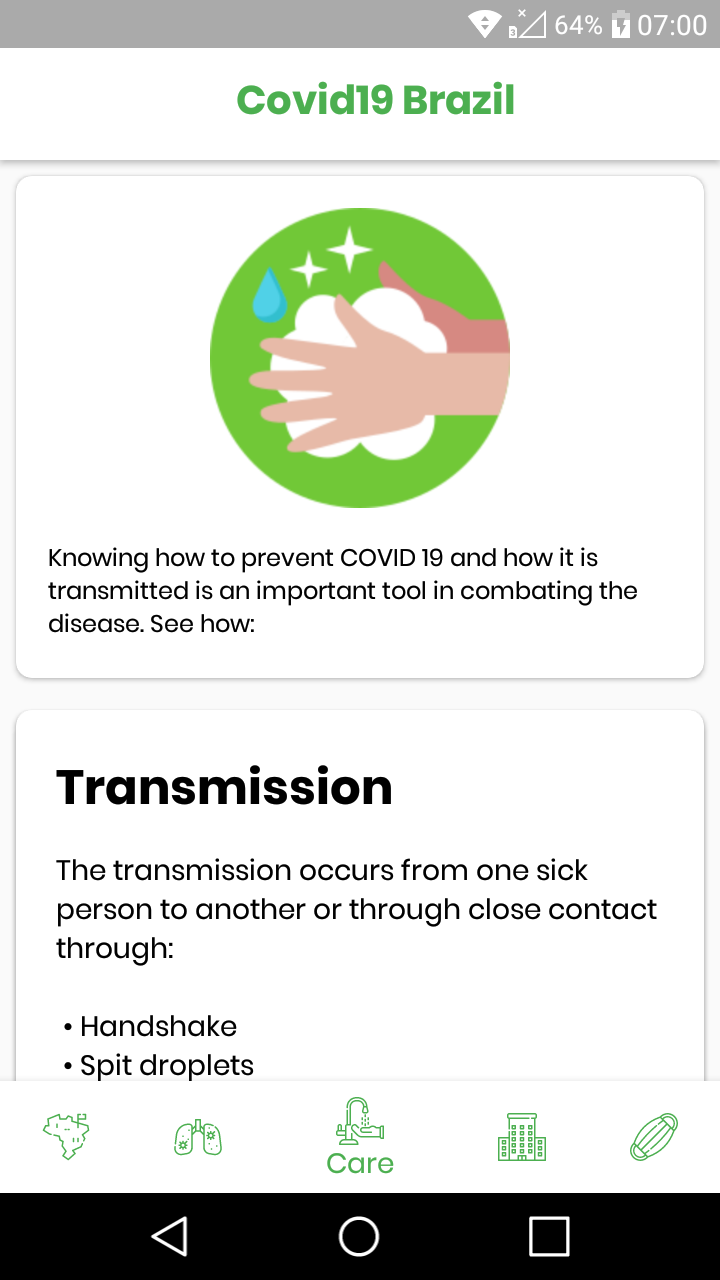 64% 07:00
Covid19 Brazil
Knowing how to prevent COVID 19 and how it is
transmitted is an important tool in combating the
disease. See how:
Transmission
The transmission occurs from one sick
person to another or through close contact
through:
• Handshake
• Spit droplets
Care